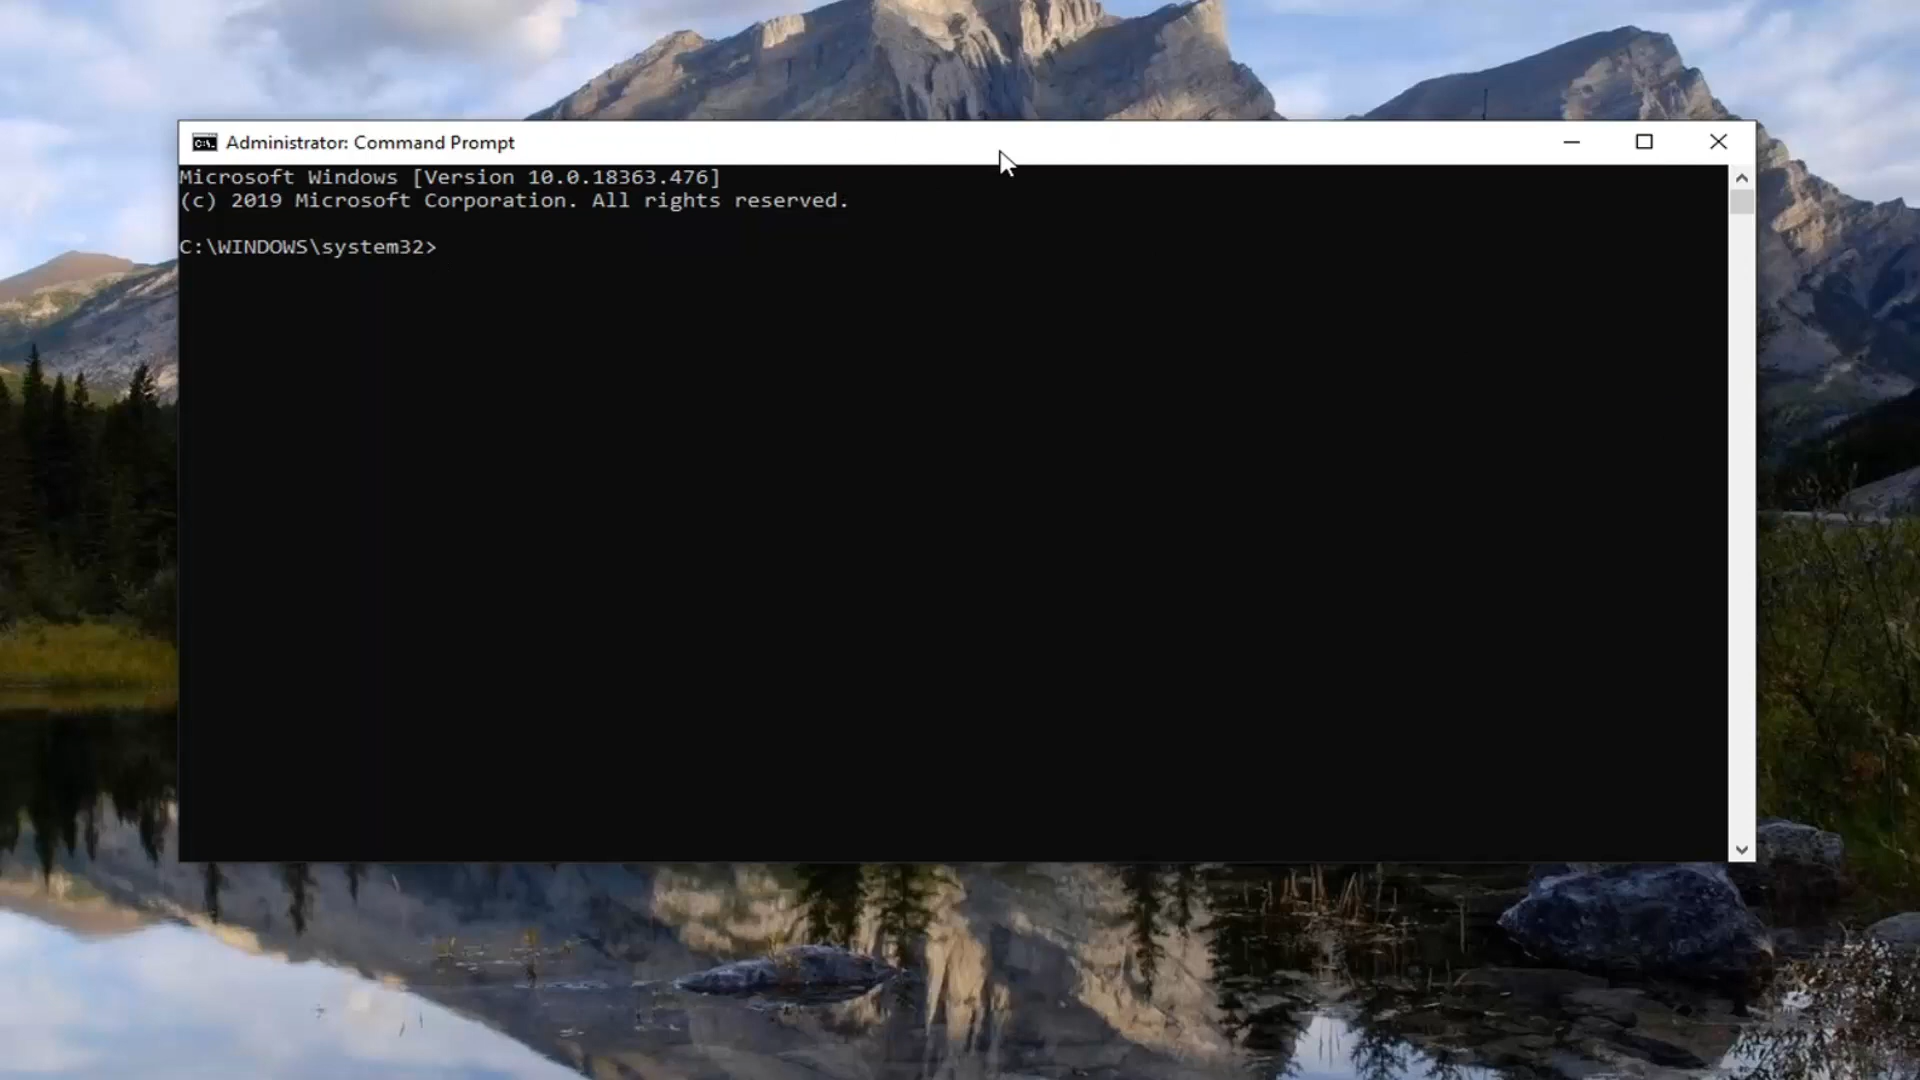 Administrator: Command Prompt
Microsoft Windows [Version 10.0.18363.476]
(c) 2019 Microsoft Corporation. All rights reserved.
C:\WINDOWS\system32>